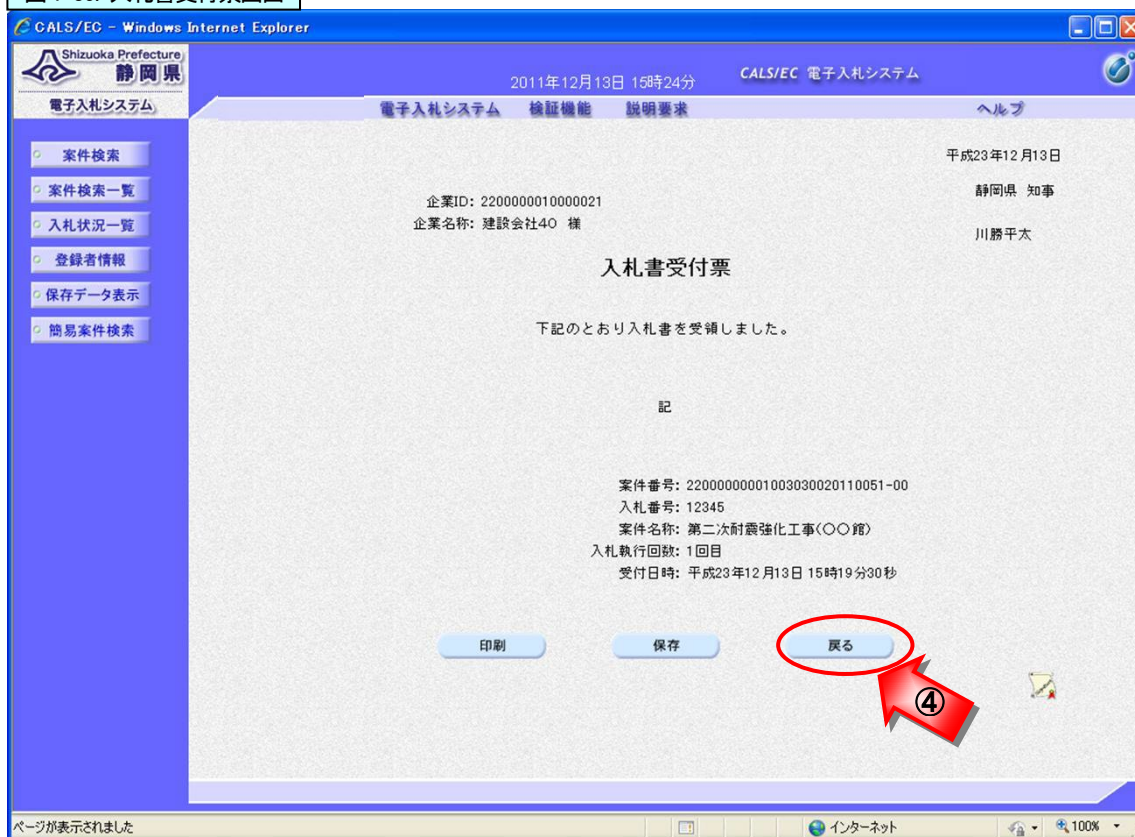 CALS/EC - Windows Internet Explorer
Shizuoka Prefecture
静岡県
電子入札システム
2011年12月13日 15時24分
CALS/EC 電子入札システム
電子入札システム 検証機能 説明要求 ヘルプ
案件検索
案件検索一覧
入札状況一覧
登録者情報
保存データ表示
簡易案件検索
平成23年12月13日
静岡県 知事
川勝平太
企業ID: 2200000010000021
企業名称: 建設会社40 様
入札書受付票
下記のとおり入札書を受領しました。
記
案件番号: 22000000001003030020110051-00
入札番号: 12345
案件名称: 第二次耐震強化工事(〇〇館)
入札執行回数: 1回目
受付日時: 平成23年12月13日 15時19分30秒
印刷 保存 戻る
④
ページが表示されました
インターネット
100%